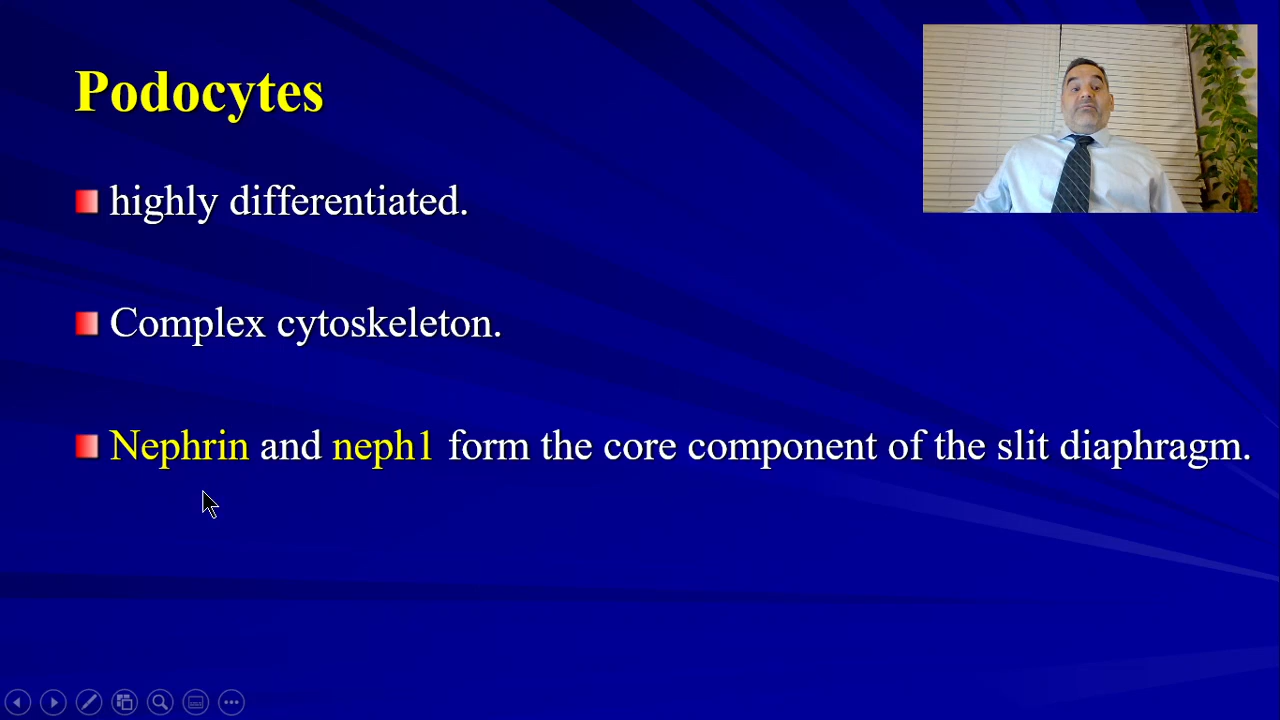 Podocytes
highly differentiated.
Complex cytoskeleton.
Nephrin and neph1 form the core component of the slit diaphragm.